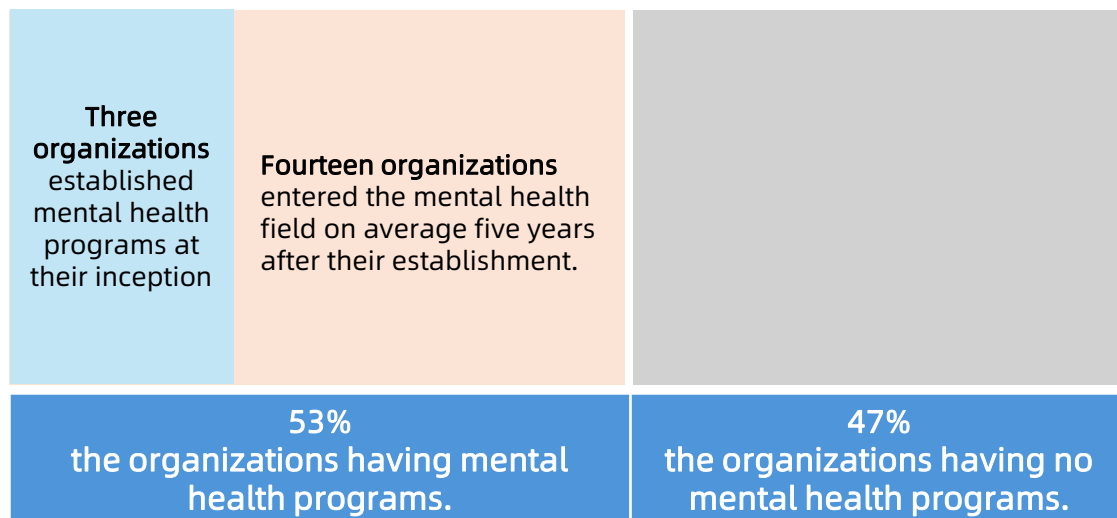 Three
organizations
established
mental health
programs at
their inception
Fourteen organizations
entered the mental health
field on average five years
after their establishment.
53%
the organizations having mental
health programs.
47%
the organizations having no
mental health programs.